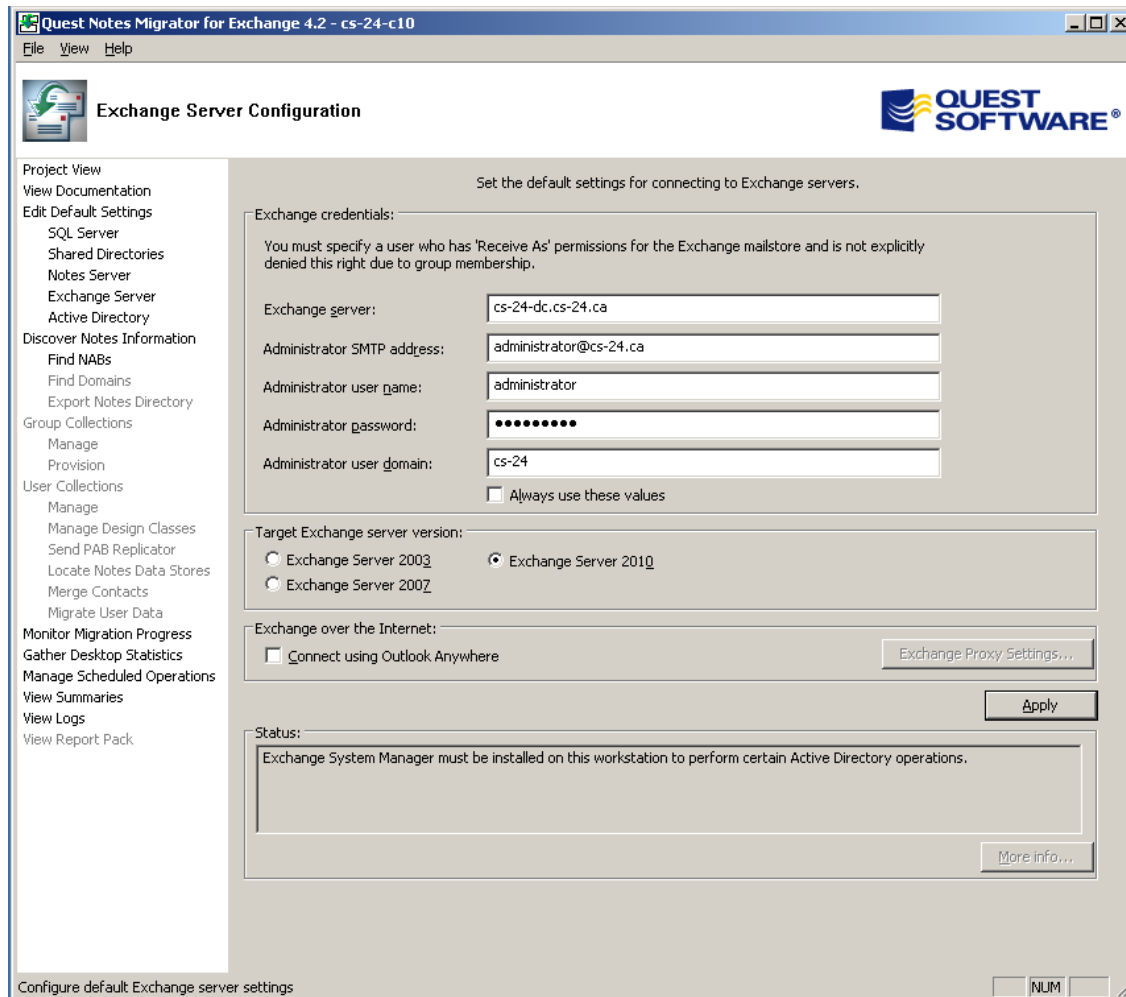 Quest Notes Migrator for Exchange 4.2 - cs-24-c10
File View Help
Exchange Server Configuration
QUEST
SOFTWARE®
Project View
View Documentation
Edit Default Settings
SQL Server
Shared Directories
Notes Server
Exchange Server
Active Directory
Discover Notes Information
Find NABs
Find Domains
Export Notes Directory
Group Collections
Manage
Provision
User Collections
Manage
Manage Design Classes
Send PAB Replicator
Locate Notes Data Stores
Merge Contacts
Migrate User Data
Monitor Migration Progress
Gather Desktop Statistics
Manage Scheduled Operations
View Summaries
View Logs
View Report Pack
Set the default settings for connecting to Exchange servers.
Exchange credentials:
You must specify a user who has 'Receive As' permissions for the Exchange mailstore and is not explicitly
denied this right due to group membership.
Exchange server: cs-24-dc.cs-24.ca
Administrator SMTP address: administrator@cs-24.ca
Administrator user name: administrator
Administrator password: •••••••••
Administrator user domain: cs-24
Always use these values
Target Exchange server version:
Exchange Server 2003 Exchange Server 2010
Exchange Server 2007
Exchange over the Internet:
Connect using Outlook Anywhere Exchange Proxy Settings...
Apply
Status:
Exchange System Manager must be installed on this workstation to perform certain Active Directory operations.
More info...
Configure default Exchange server settings NUM